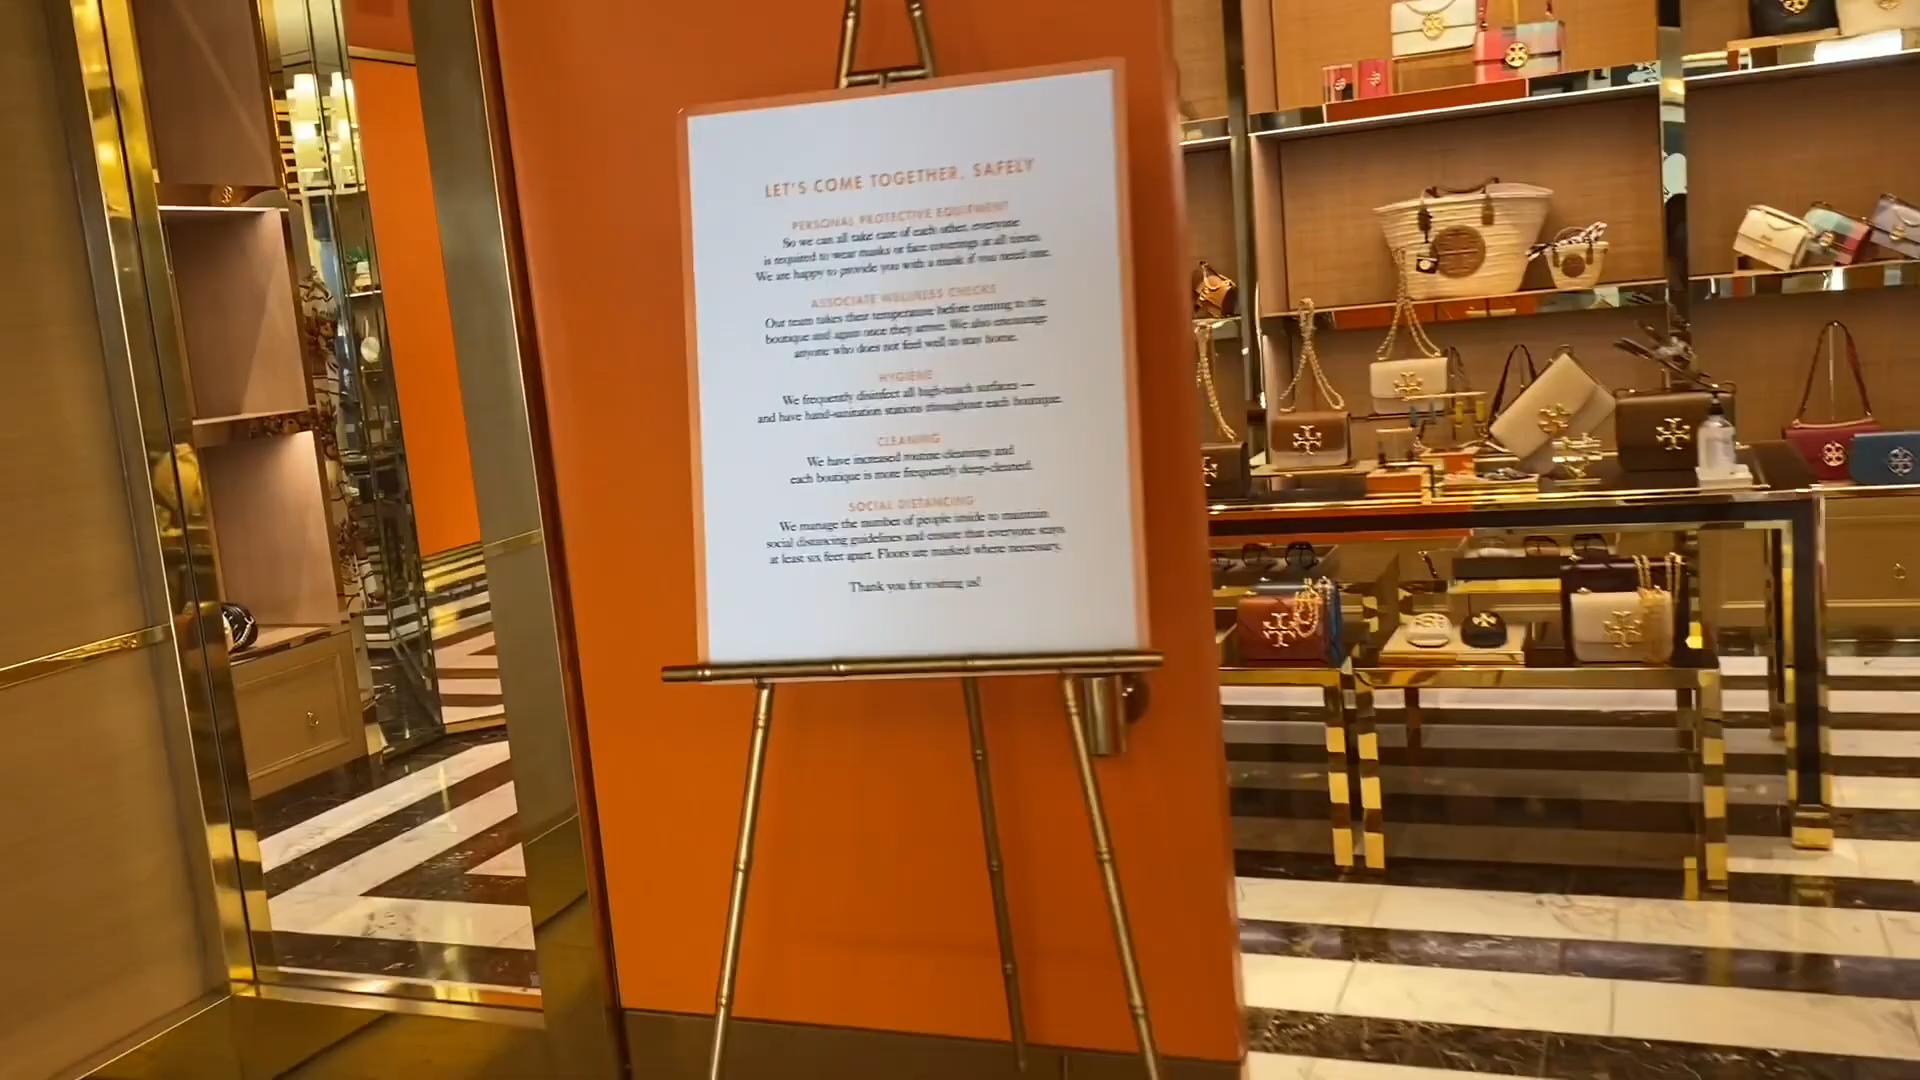 LET'S COME TOGETHER, SAFELY
PERSONAL PROTECTIVE EQUIPMENT
So we can all take care of each other, everyone
is required to wear masks or face coverings at all times.
We are happy to provide you with a mask if you need one.
ASSOCIATE WELLNESS CHECKS
Our team takes their temperature before coming to the
boutique and again once they arrive. We also encourage
anyone who does not feel well to stay home.
HYGIENE
We frequently disinfect all high-touch surfaces —
and have hand-sanitation stations throughout each boutique.
CLEANING
We have increased routine cleanings and
each boutique is more frequently deep-cleaned.
SOCIAL DISTANCING
We manage the number of people inside to maintain
social distancing guidelines and ensure that everyone stays
at least six feet apart. Floors are marked where necessary.
Thank you for visiting us!